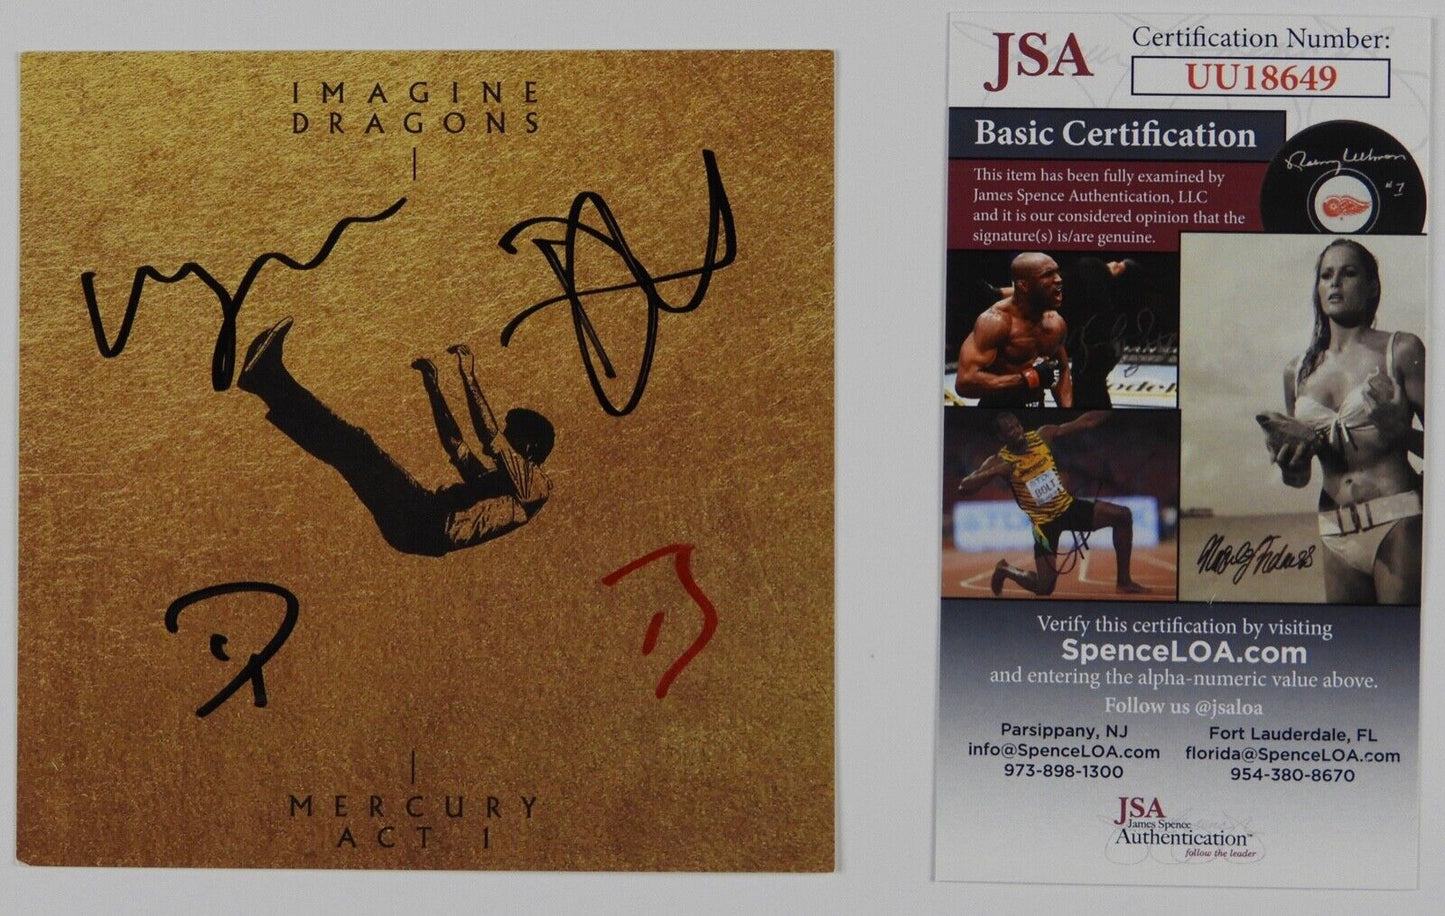 IMAGINE
DRAGONS
MERCURY
ACT I
JSA
Certification Number:
UU18649
Basic Certification
This item has been fully examined by
James Spence Authentication, LLC
and it is our considered opinion that the
signature(s) is/are genuine.
#7
BOLT
Verify this certification by visiting
SpenceLOA.com
and entering the alpha-numeric value above.
Follow us @jsaloa
Parsippany, NJ
info@SpenceLOA.com
973-898-1300
Fort Lauderdale, FL
florida@SpenceLOA.com
954-380-8670
JSA
James Spence
Authentication™
follow the leader